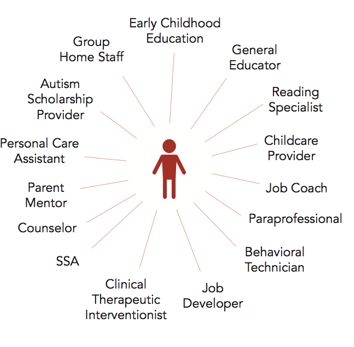 Early Childhood
Education
General
Educator
Reading
Specialist
Childcare
Provider
Job Coach
Paraprofessional
Behavioral
Technician
Job
Developer
Clinical
Therapeutic
Interventionist
SSA
Counselor
Parent
Mentor
Personal Care
Assistant
Autism
Scholarship
Provider
Group
Home Staff